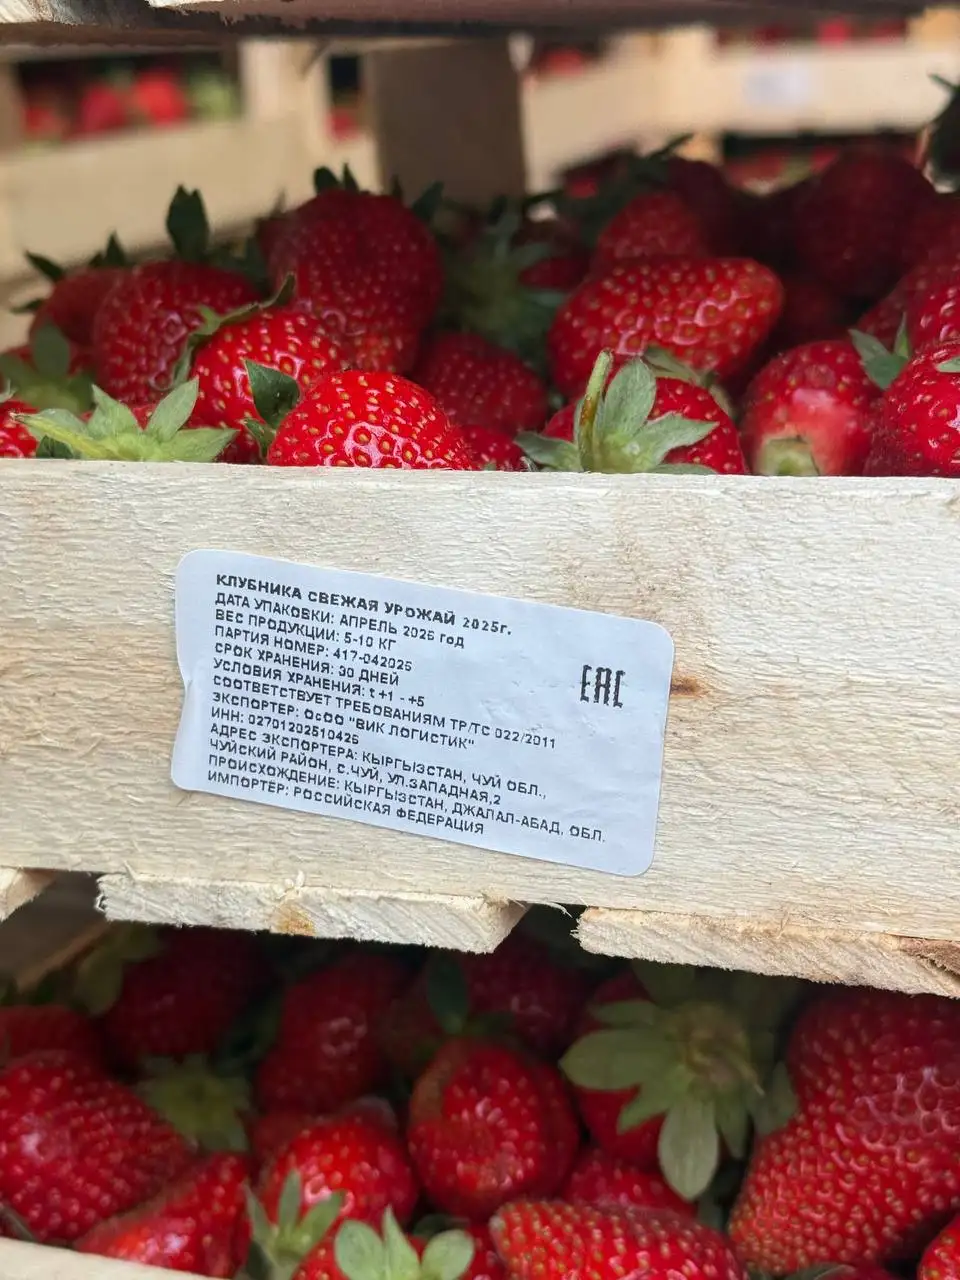 КЛУБНИКА СВЕЖАЯ УРОЖАЙ 2025г.
ДАТА УПАКОВКИ: АПРЕЛЬ 2025 год
ВЕС ПРОДУКЦИИ: 5-10 КГ
ПАРТИЯ НОМЕР: 417-042025
СРОК ХРАНЕНИЯ: 30 ДНЕЙ
УСЛОВИЯ ХРАНЕНИЯ: t +1 - +5
СООТВЕТСТВУЕТ ТРЕБОВАНИЯМ ТР/ТС 022/2011
ЭКСПОРТЕР: ОсОО "ВИК ЛОГИСТИК"
ИНН: 02701202510425
АДРЕС ЭКСПОРТЕРА: КЫРГЫЗСТАН, ЧУЙ ОБЛ.,
ЧУЙСКИЙ РАЙОН, С.ЧУЙ, УЛ.ЗАПАДНАЯ,2
ПРОИСХОЖДЕНИЕ: КЫРГЫЗСТАН, ДЖАЛАЛ-АБАД, ОБЛ.
ИМПОРТЁР: РОССИЙСКАЯ ФЕДЕРАЦИЯ
ЕАС